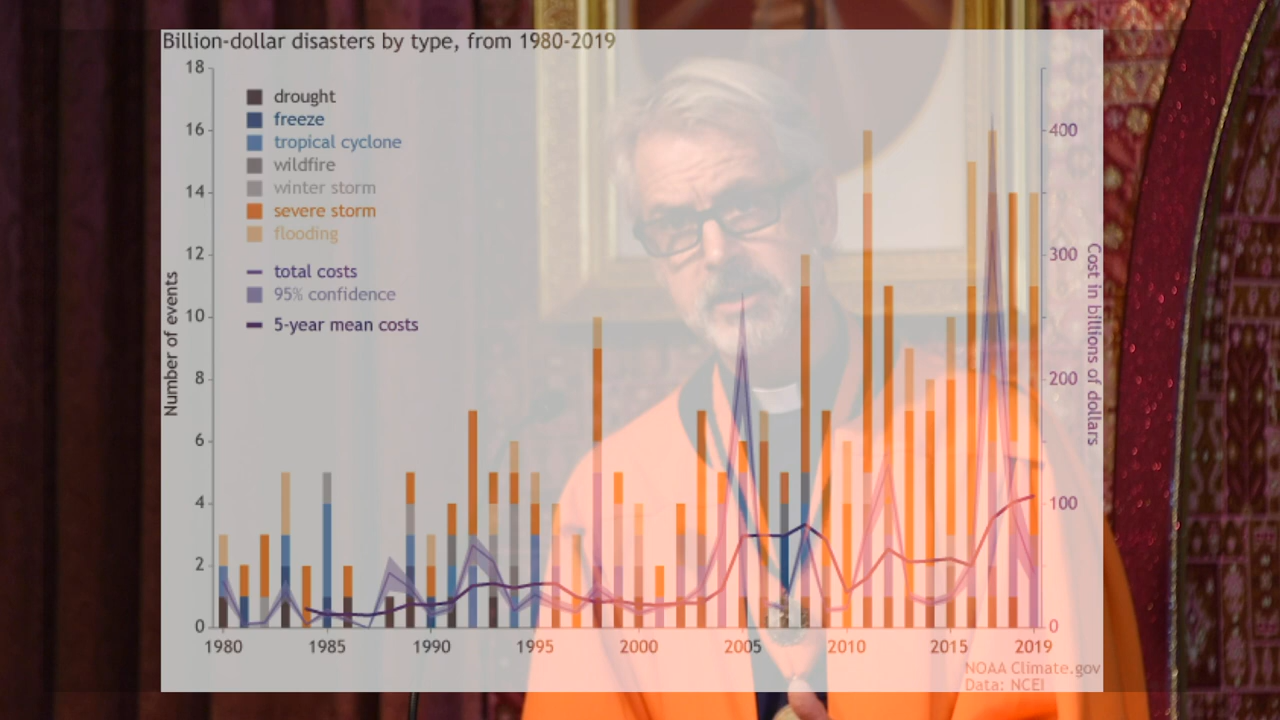 Billion-dollar disasters by type, from 1980-2019
18
16
14
12
10
8
6
4
2
0
Number of events
drought
freeze
tropical cyclone
wildfire
winter storm
severe storm
flooding
total costs
95% confidence
5-year mean costs
400
300
200
100
0
Cost in billions of dollars
1980 1985 1990 1995 2000 2005 2010 2015 2019
NOAA Climate.gov
Data: NCEI